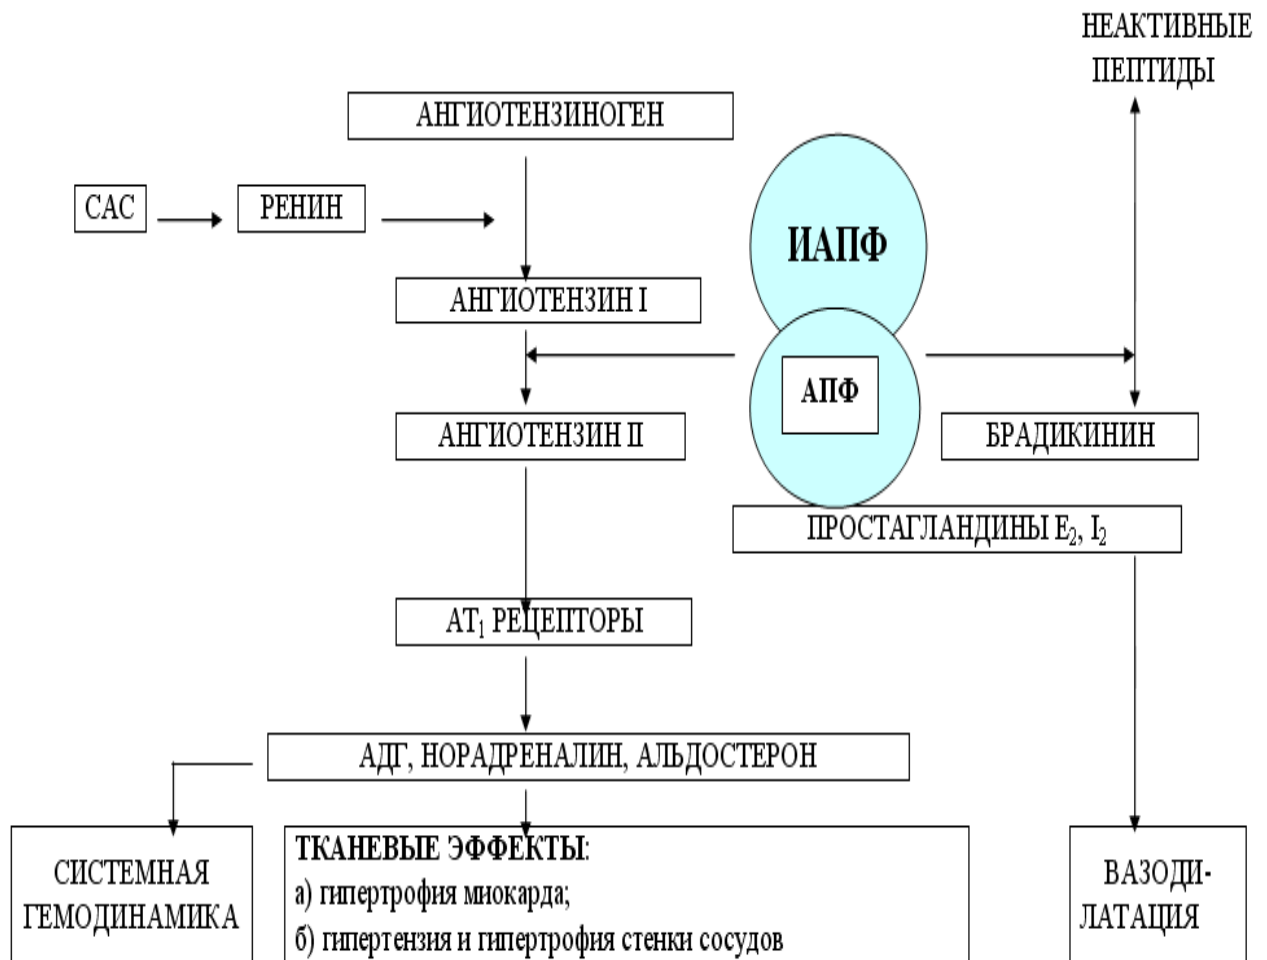 НЕАКТИВНЫЕ
ПЕПТИДЫ
АНГИОТЕНЗИНОГЕН
САС
РЕНИН
ИАПФ
АНГИОТЕНЗИН I
АПФ
АНГИОТЕНЗИН II
БРАДИКИНИН
ПРОСТАГЛАНДИНЫ E₂, I₂
АТ₁ РЕЦЕПТОРЫ
АДГ, НОРАДРЕНАЛИН, АЛЬДОСТЕРОН
СИСТЕМНАЯ
ГЕМОДИНАМИКА
ТКАНЕВЫЕ ЭФФЕКТЫ:
а) гипертрофия миокарда;
б) гипертензия и гипертрофия стенки сосудов
ВАЗОДИ-
ЛАТАЦИЯ